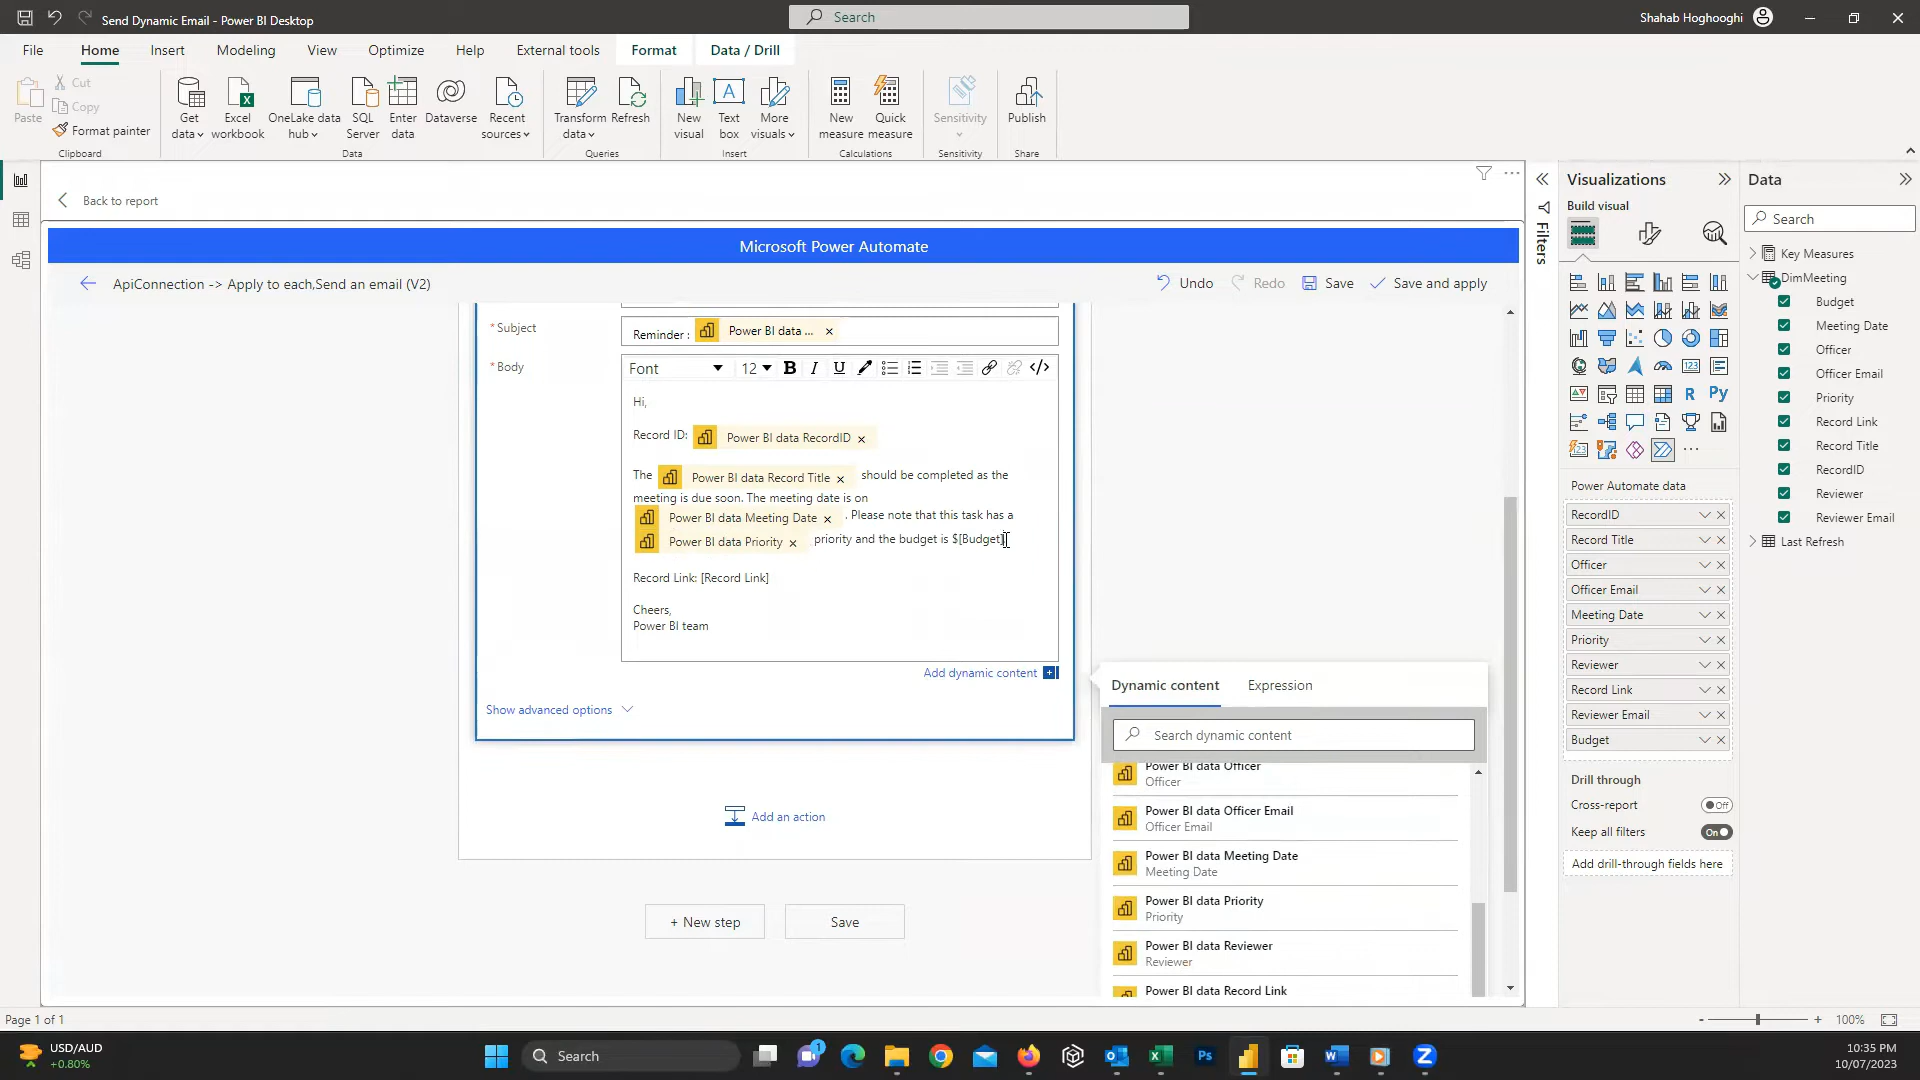 Send Dynamic Email - Power BI Desktop
Search
Shahab Hoghooghi
File Home Insert Modeling View Optimize Help External tools Format Data / Drill
Paste
Cut
Copy
Format painter
Clipboard
Get data
Excel workbook
OneLake data hub
SQL Server
Enter data
Dataverse
Recent sources
Data
Transform data
Refresh
Queries
New visual
Text box
More visuals
Insert
New measure
Quick measure
Calculations
Sensitivity
Sensitivity
Publish
Share
Back to report
Microsoft Power Automate
ApiConnection -> Apply to each,Send an email (V2)
Undo Redo Save Save and apply
* Subject
Reminder : Power BI data ... ×
* Body
Font 12 B I U </>
Hi,
Record ID: Power BI data RecordID ×
The Power BI data Record Title × should be completed as the
meeting is due soon. The meeting date is on
Power BI data Meeting Date × . Please note that this task has a
Power BI data Priority × priority and the budget is $[Budget]
Record Link: [Record Link]
Cheers,
Power BI team
Add dynamic content +
Show advanced options
Add an action
+ New step
Save
Dynamic content Expression
Search dynamic content
Power BI data Officer
Officer
Power BI data Officer Email
Officer Email
Power BI data Meeting Date
Meeting Date
Power BI data Priority
Priority
Power BI data Reviewer
Reviewer
Power BI data Record Link
Filters
Visualizations
Build visual
R Py
123
Power Automate data
RecordID
Record Title
Officer
Officer Email
Meeting Date
Priority
Reviewer
Record Link
Reviewer Email
Budget
Drill through
Cross-report Off
Keep all filters On
Add drill-through fields here
Data
Search
Key Measures
DimMeeting
Budget
Meeting Date
Officer
Officer Email
Priority
Record Link
Record Title
RecordID
Reviewer
Reviewer Email
Last Refresh
Page 1 of 1
- + 100%
USD/AUD
+0.80%
Search
1
Ps
10:35 PM
10/07/2023